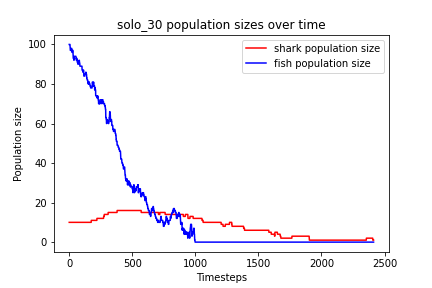 solo_30 population sizes over time
shark population size
fish population size
Population size
100
80
60
40
20
0
0 500 1000 1500 2000 2500
Timesteps